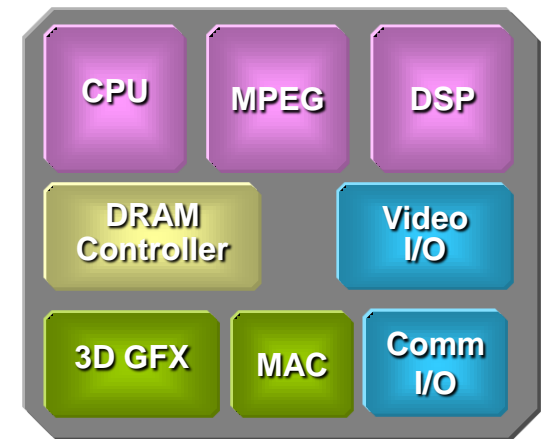 CPU
MPEG
DSP
DRAM
Controller
Video
I/O
3D GFX
MAC
Comm
I/O